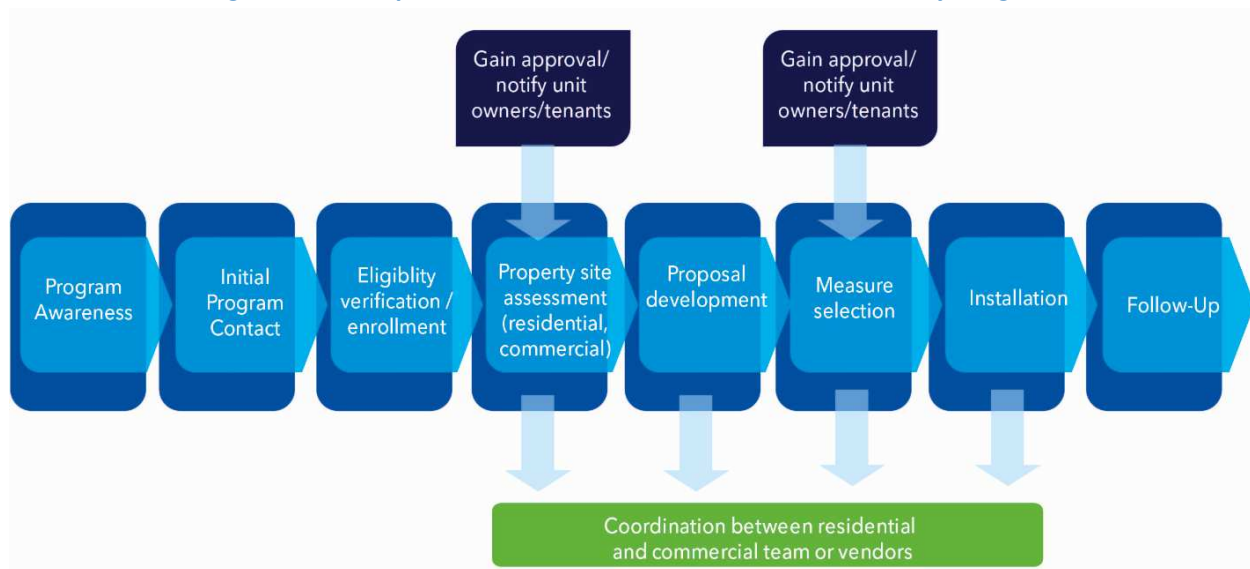 Gain approval/
notify unit
owners/tenants
Gain approval/
notify unit
owners/tenants
Program
Awareness
Initial
Program
Contact
Eligiblity
verification /
enrollment
Property site
assessment
(residential,
commercial)
Proposal
development
Measure
selection
Installation
Follow-Up
Coordination between residential
and commercial team or vendors